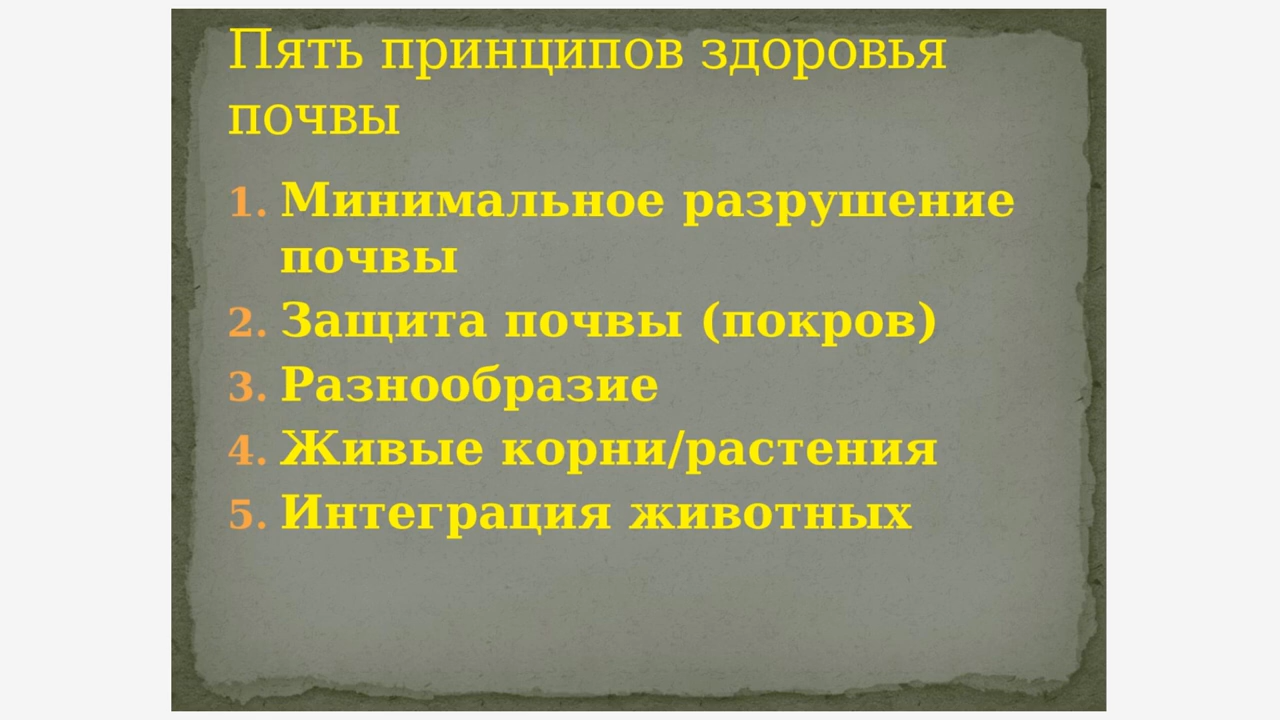 Пять принципов здоровья
почвы
1. Минимальное разрушение
почвы
2. Защита почвы (покров)
3. Разнообразие
4. Живые корни/растения
5. Интеграция животных